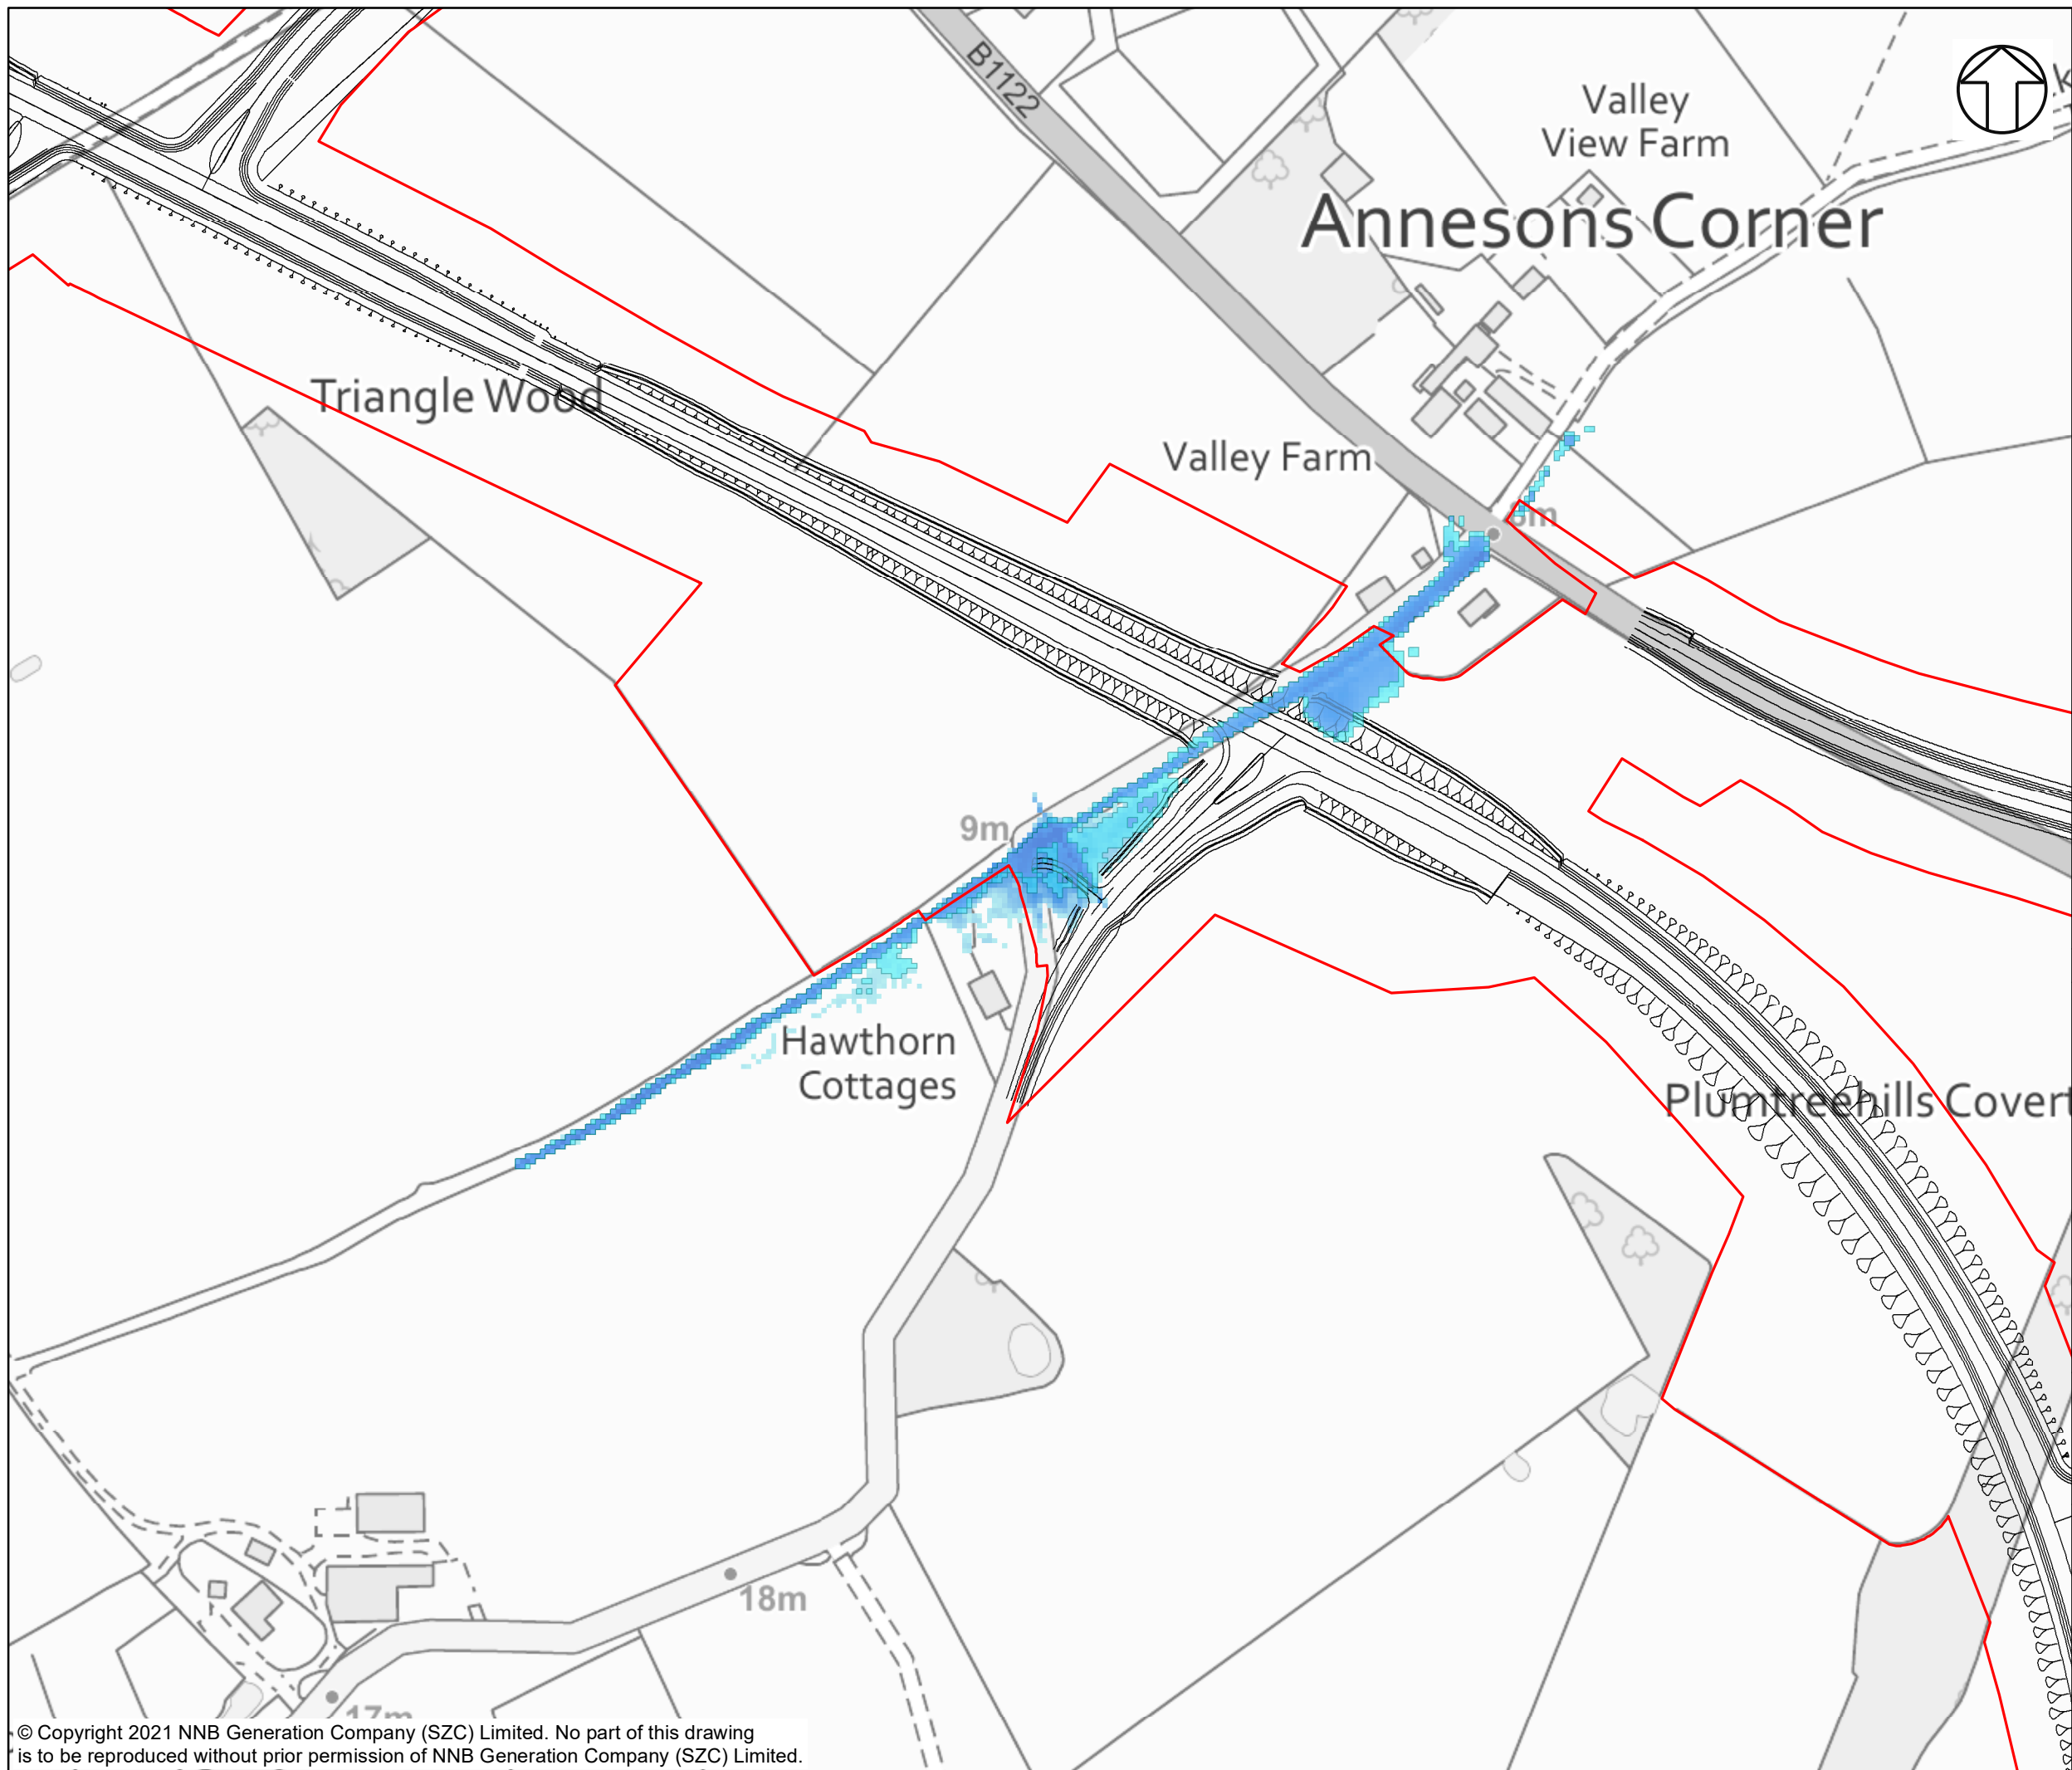 B1122
Valley
View Farm
Annesons Corner
Triangle Wood
Valley Farm
9m
Hawthorn
Cottages
Plumtreehills Covert
18m
17m
© Copyright 2021 NNB Generation Company (SZC) Limited. No part of this drawing
is to be reproduced without prior permission of NNB Generation Company (SZC) Limited.